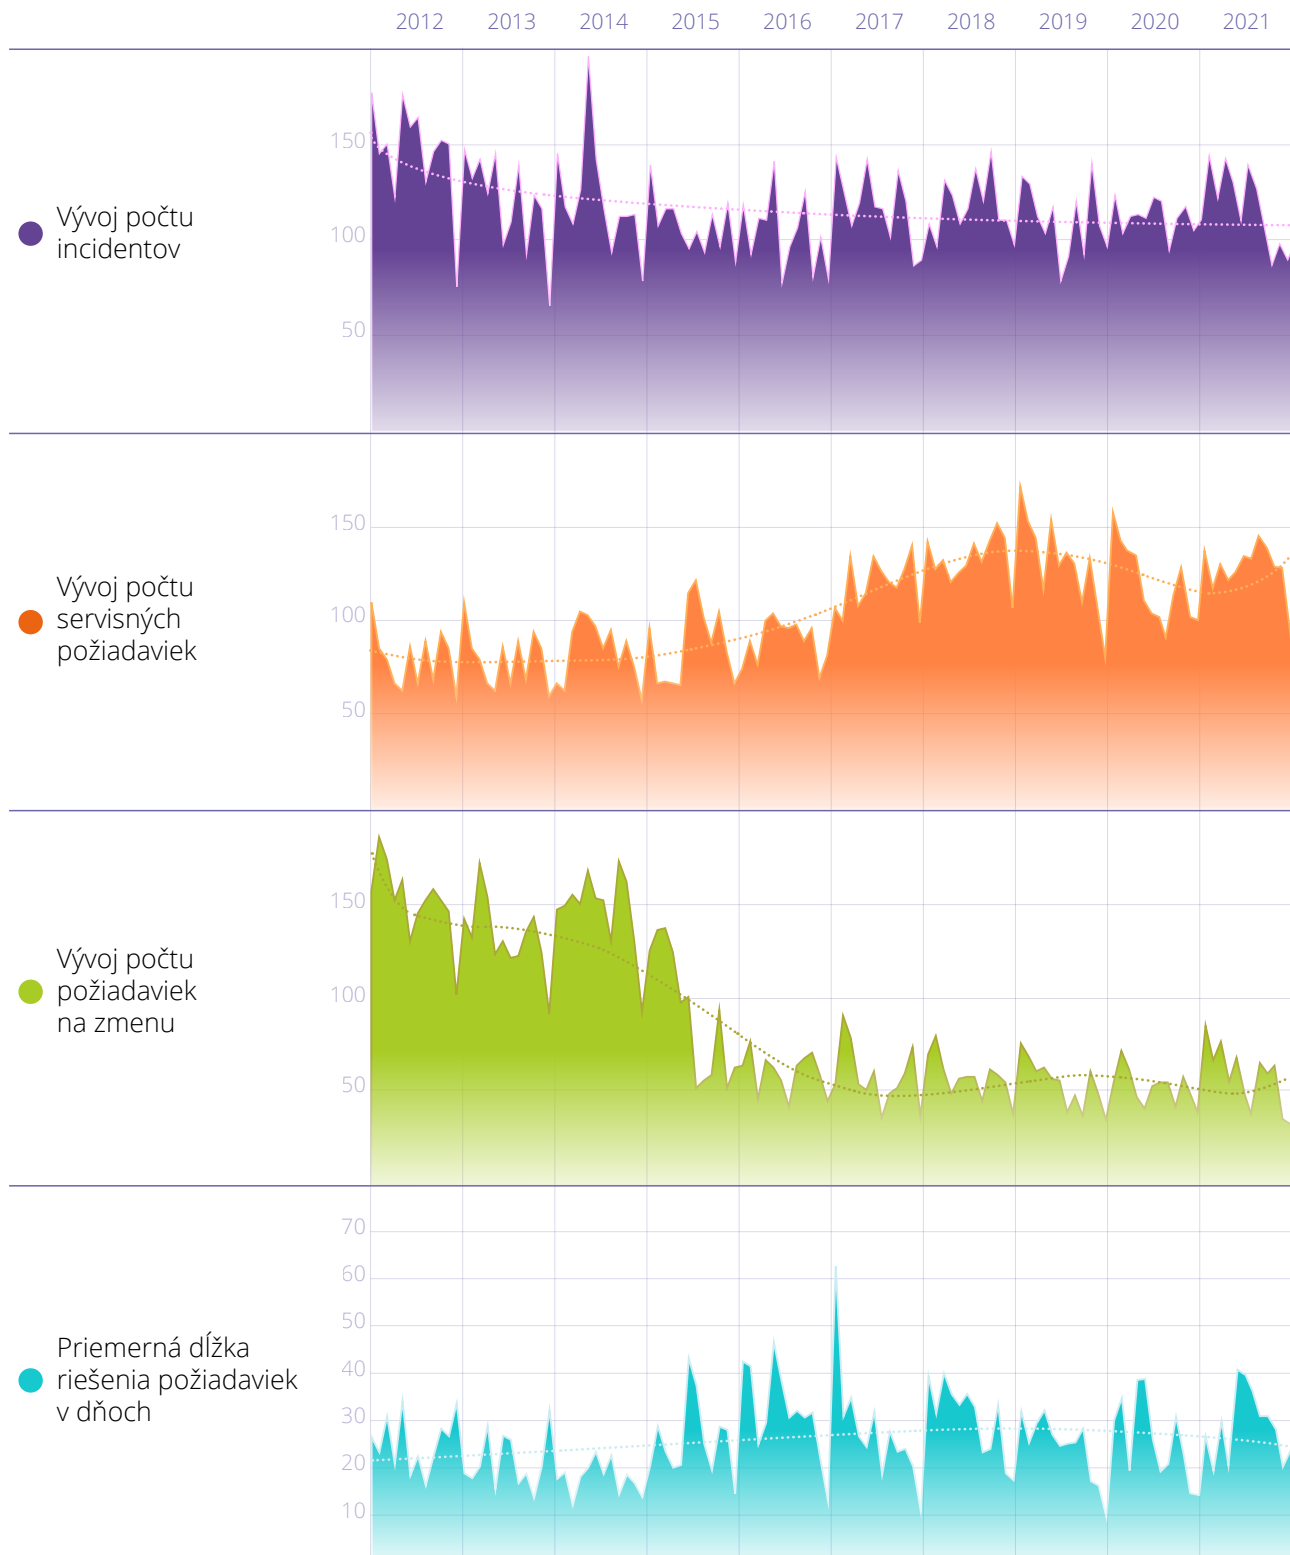 2012 2013 2014 2015 2016 2017 2018 2019 2020 2021
150
Vývoj počtu
incidentov
100
50
150
Vývoj počtu
servisných
požiadaviek
100
50
150
Vývoj počtu
požiadaviek
na zmenu
100
50
70
60
50
Priemerná dĺžka
riešenia požiadaviek
v dňoch
40
30
20
10